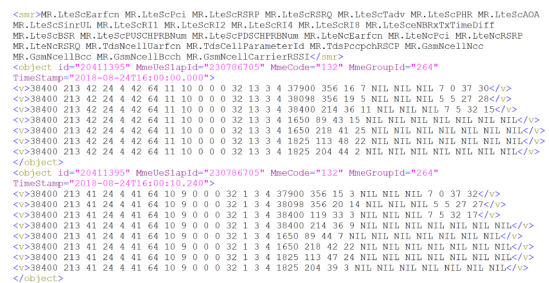 <smr>MR.LteScEarfcn MR.LteScPci MR.LteScRSRP MR.LteScRSRQ MR.LteScTadv MR.LteScPHR MR.LteScAOA
MR.LteScSinrUL MR.LteScRI1 MR.LteScRI2 MR.LteScRI4 MR.LteScRI8 MR.LteSceNBRxTxTimeDiff
MR.LteScBSR MR.LteScPUSCHPRBNum MR.LteScPDSCHPRBNum MR.LteNcEarfcn MR.LteNcPci MR.LteNcRSRP
MR.LteNcRSRQ MR.TdsNcellUarfcn MR.TdsCellParameterId MR.TdsPccpchRSCP MR.GsmNcellNcc
MR.GsmNcellBcc MR.GsmNcellBcch MR.GsmNcellCarrierRSSI</smr>
<object id="20411395" MmeUeS1apId="230786705" MmeCode="132" MmeGroupId="264"
TimeStamp="2018-08-24T16:00:00.000">
<v>38400 213 42 24 4 42 64 11 10 0 0 0 32 13 3 4 37900 356 16 7 NIL NIL NIL 7 0 37 30</v>
<v>38400 213 42 24 4 42 64 11 10 0 0 0 32 13 3 4 38098 356 19 5 NIL NIL NIL 5 5 27 28</v>
<v>38400 213 42 24 4 42 64 11 10 0 0 0 32 13 3 4 38400 214 36 11 NIL NIL NIL 7 5 32 15</v>
<v>38400 213 42 24 4 42 64 11 10 0 0 0 32 13 3 4 1650 89 43 15 NIL NIL NIL NIL NIL NIL NIL</v>
<v>38400 213 42 24 4 42 64 11 10 0 0 0 32 13 3 4 1650 218 41 25 NIL NIL NIL NIL NIL NIL NIL</v>
<v>38400 213 42 24 4 42 64 11 10 0 0 0 32 13 3 4 1825 113 48 22 NIL NIL NIL NIL NIL NIL NIL</v>
<v>38400 213 42 24 4 42 64 11 10 0 0 0 32 13 3 4 1825 204 44 2 NIL NIL NIL NIL NIL NIL NIL</v>
</object>
<object id="20411395" MmeUeS1apId="230786705" MmeCode="132" MmeGroupId="264"
TimeStamp="2018-08-24T16:00:10.240">
<v>38400 213 41 24 4 41 64 10 9 0 0 0 32 1 3 4 37900 356 15 3 NIL NIL NIL 7 0 37 32</v>
<v>38400 213 41 24 4 41 64 10 9 0 0 0 32 1 3 4 38098 356 20 14 NIL NIL NIL 5 5 27 27</v>
<v>38400 213 41 24 4 41 64 10 9 0 0 0 32 1 3 4 38400 119 33 3 NIL NIL NIL 7 5 32 17</v>
<v>38400 213 41 24 4 41 64 10 9 0 0 0 32 1 3 4 38400 214 36 9 NIL NIL NIL NIL NIL NIL NIL</v>
<v>38400 213 41 24 4 41 64 10 9 0 0 0 32 1 3 4 1650 89 44 7 NIL NIL NIL NIL NIL NIL NIL</v>
<v>38400 213 41 24 4 41 64 10 9 0 0 0 32 1 3 4 1650 218 42 22 NIL NIL NIL NIL NIL NIL NIL</v>
<v>38400 213 41 24 4 41 64 10 9 0 0 0 32 1 3 4 1825 113 47 24 NIL NIL NIL NIL NIL NIL NIL</v>
<v>38400 213 41 24 4 41 64 10 9 0 0 0 32 1 3 4 1825 204 39 3 NIL NIL NIL NIL NIL NIL NIL</v>
</object>